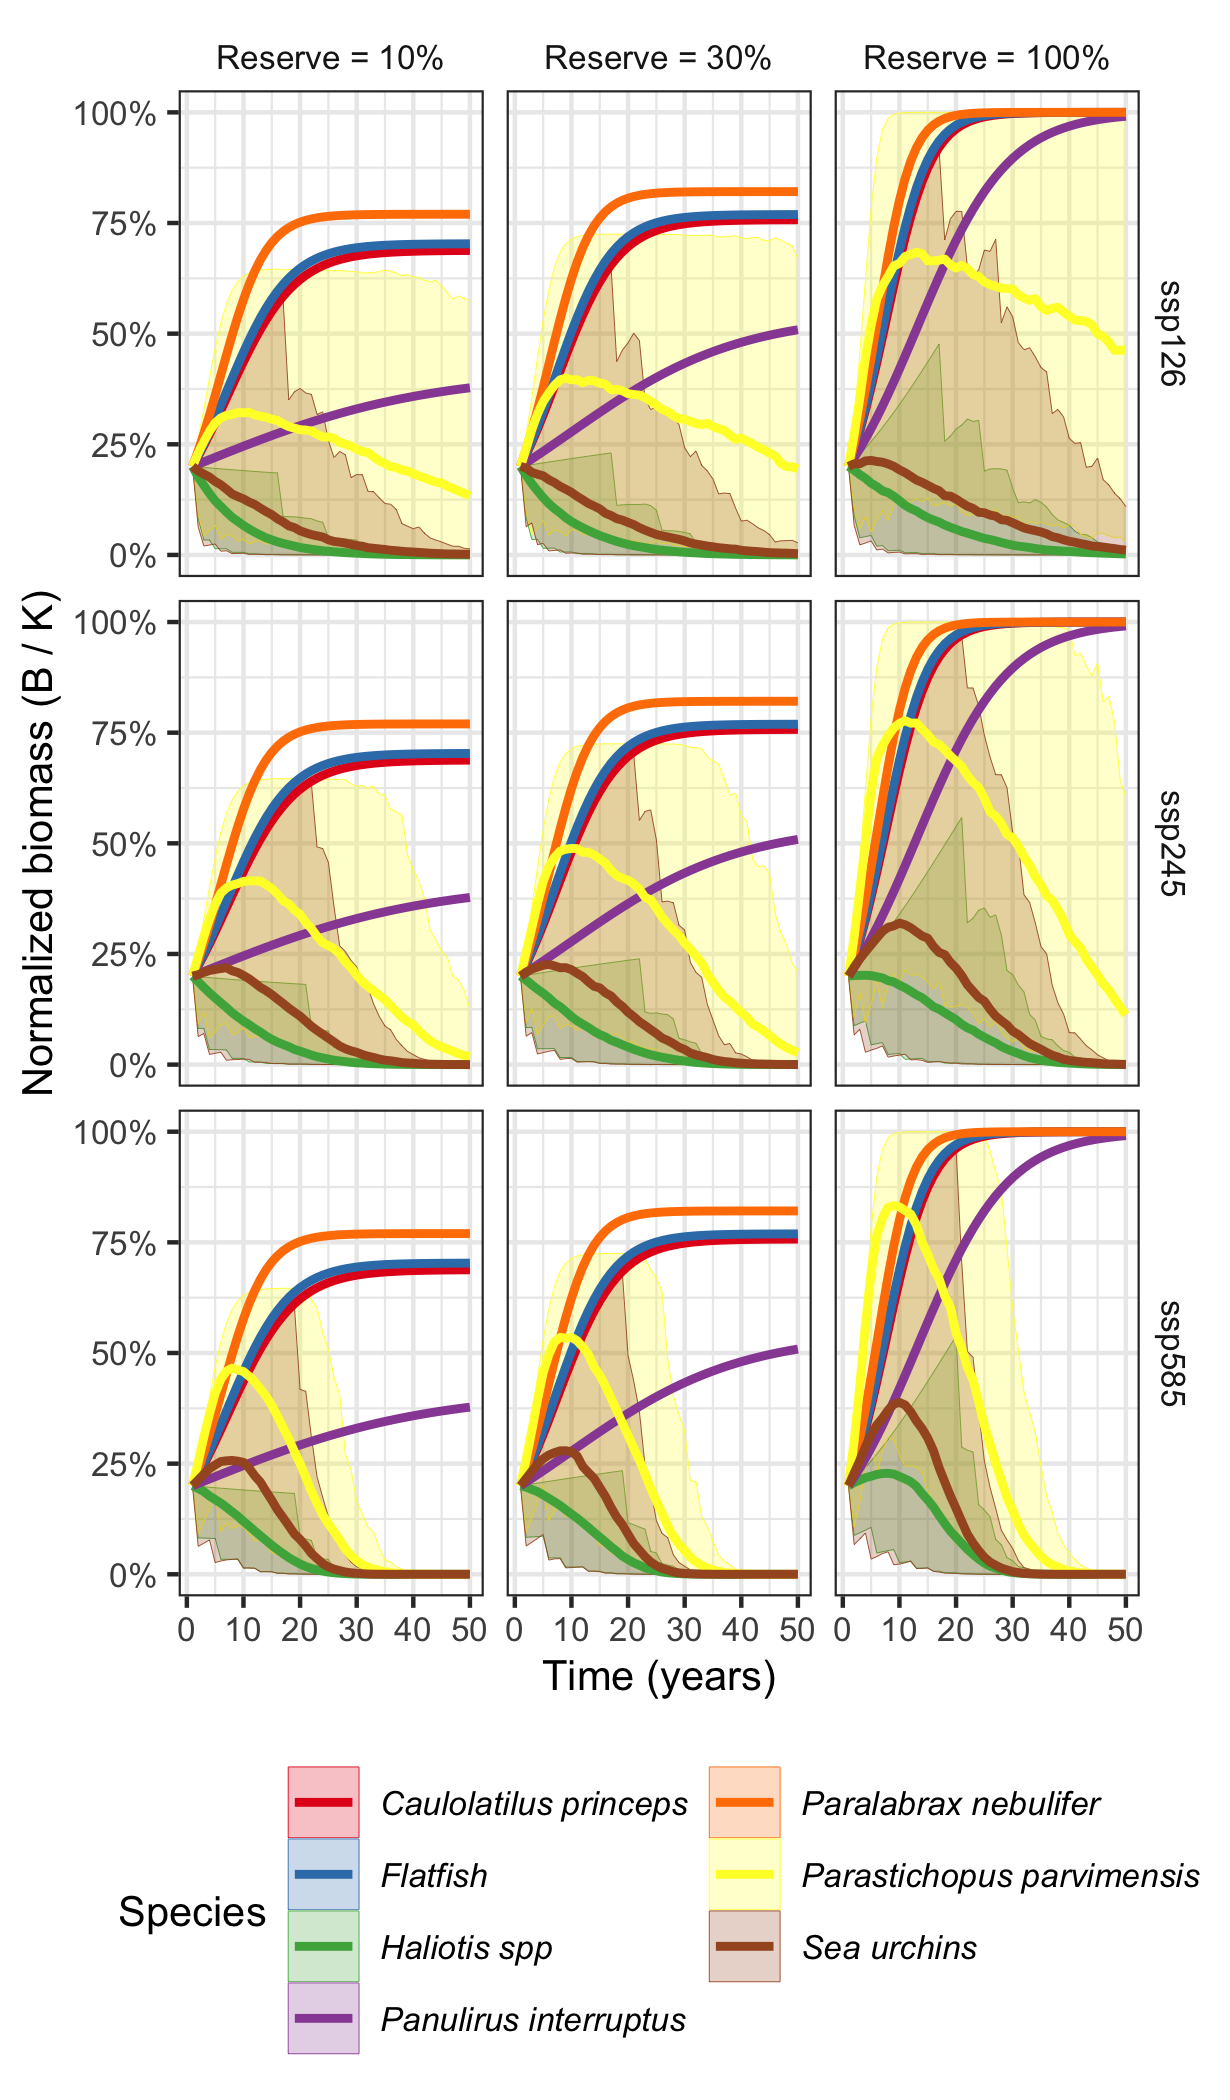 Reserve = 10% Reserve = 30% Reserve = 100%
100%
75%
50%
25%
0%
ssp126
100%
75%
50%
25%
0%
ssp245
Normalized biomass (B / K)
100%
75%
50%
25%
0%
ssp585
0 10 20 30 40 50 0 10 20 30 40 50 0 10 20 30 40 50
Time (years)
Species
Caulolatilus princeps
Flatfish
Haliotis spp
Panulirus interruptus
Paralabrax nebulifer
Parastichopus parvimensis
Sea urchins